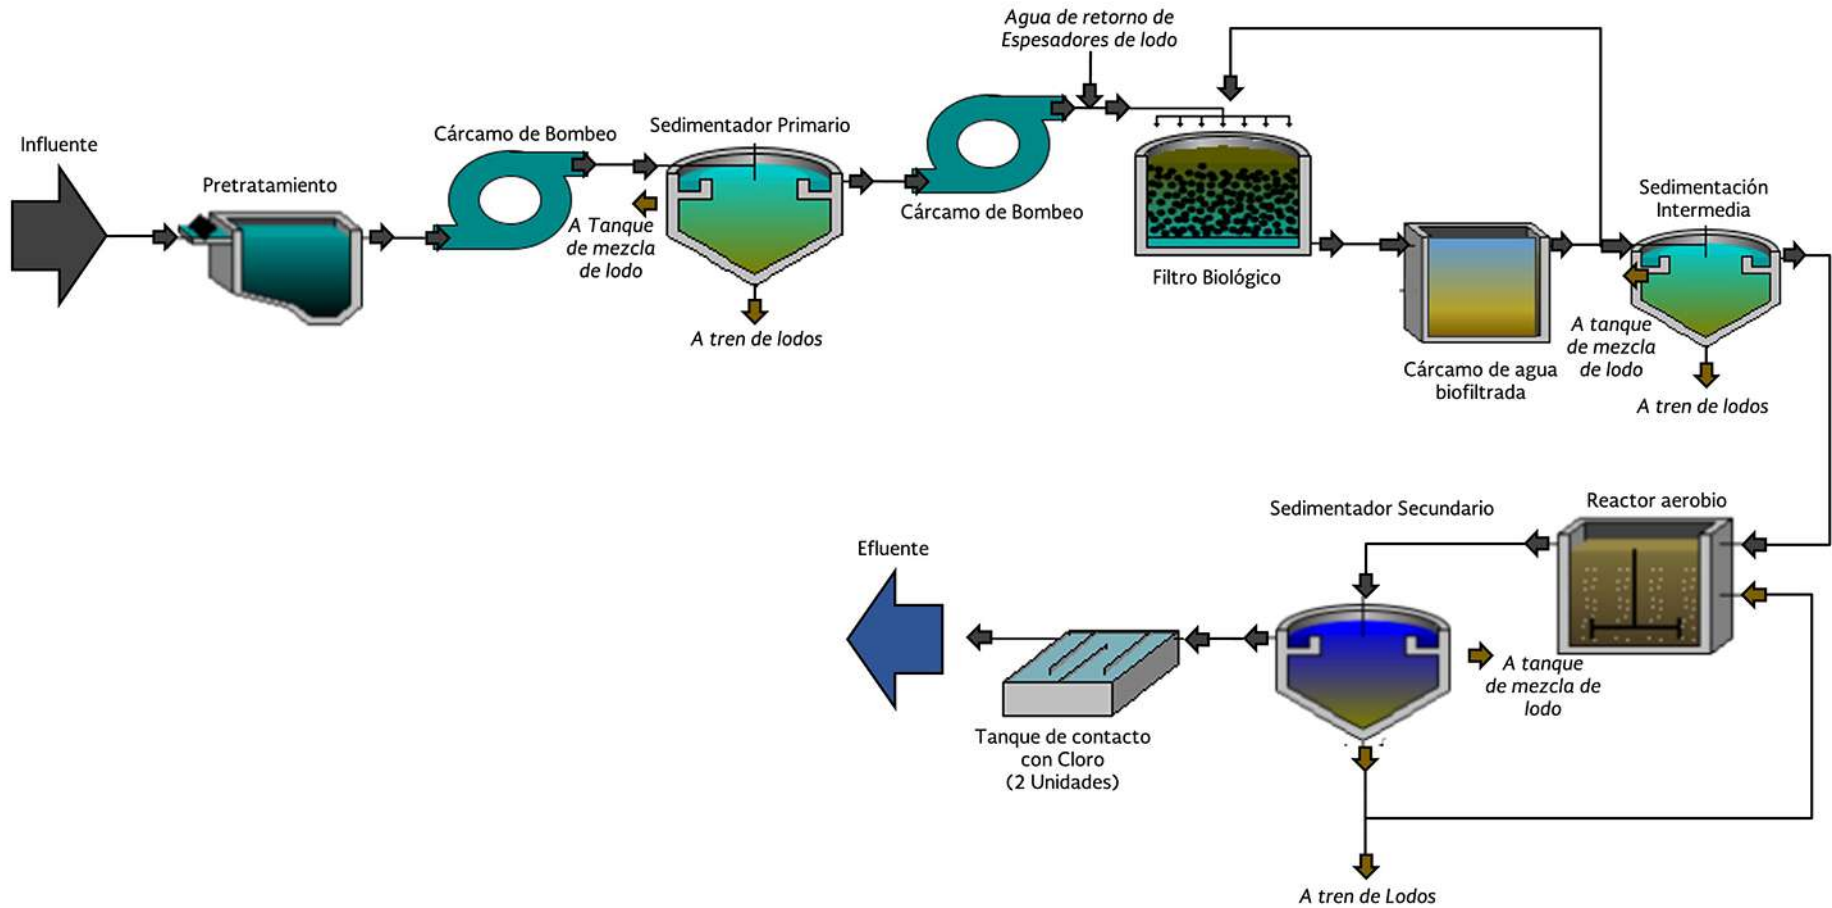 Agua de retorno de
Espesadores de lodo
Influente
Pretratamiento
Cárcamo de Bombeo
Sedimentador Primario
A Tanque
de mezcla
de lodo
A tren de lodos
Cárcamo de Bombeo
Filtro Biológico
Cárcamo de agua
biofiltrada
Sedimentación
Intermedia
A tanque
de mezcla
de lodo
A tren de lodos
Reactor aerobio
Sedimentador Secundario
A tanque
de mezcla de
lodo
A tren de Lodos
Tanque de contacto
con Cloro
(2 Unidades)
Efluente